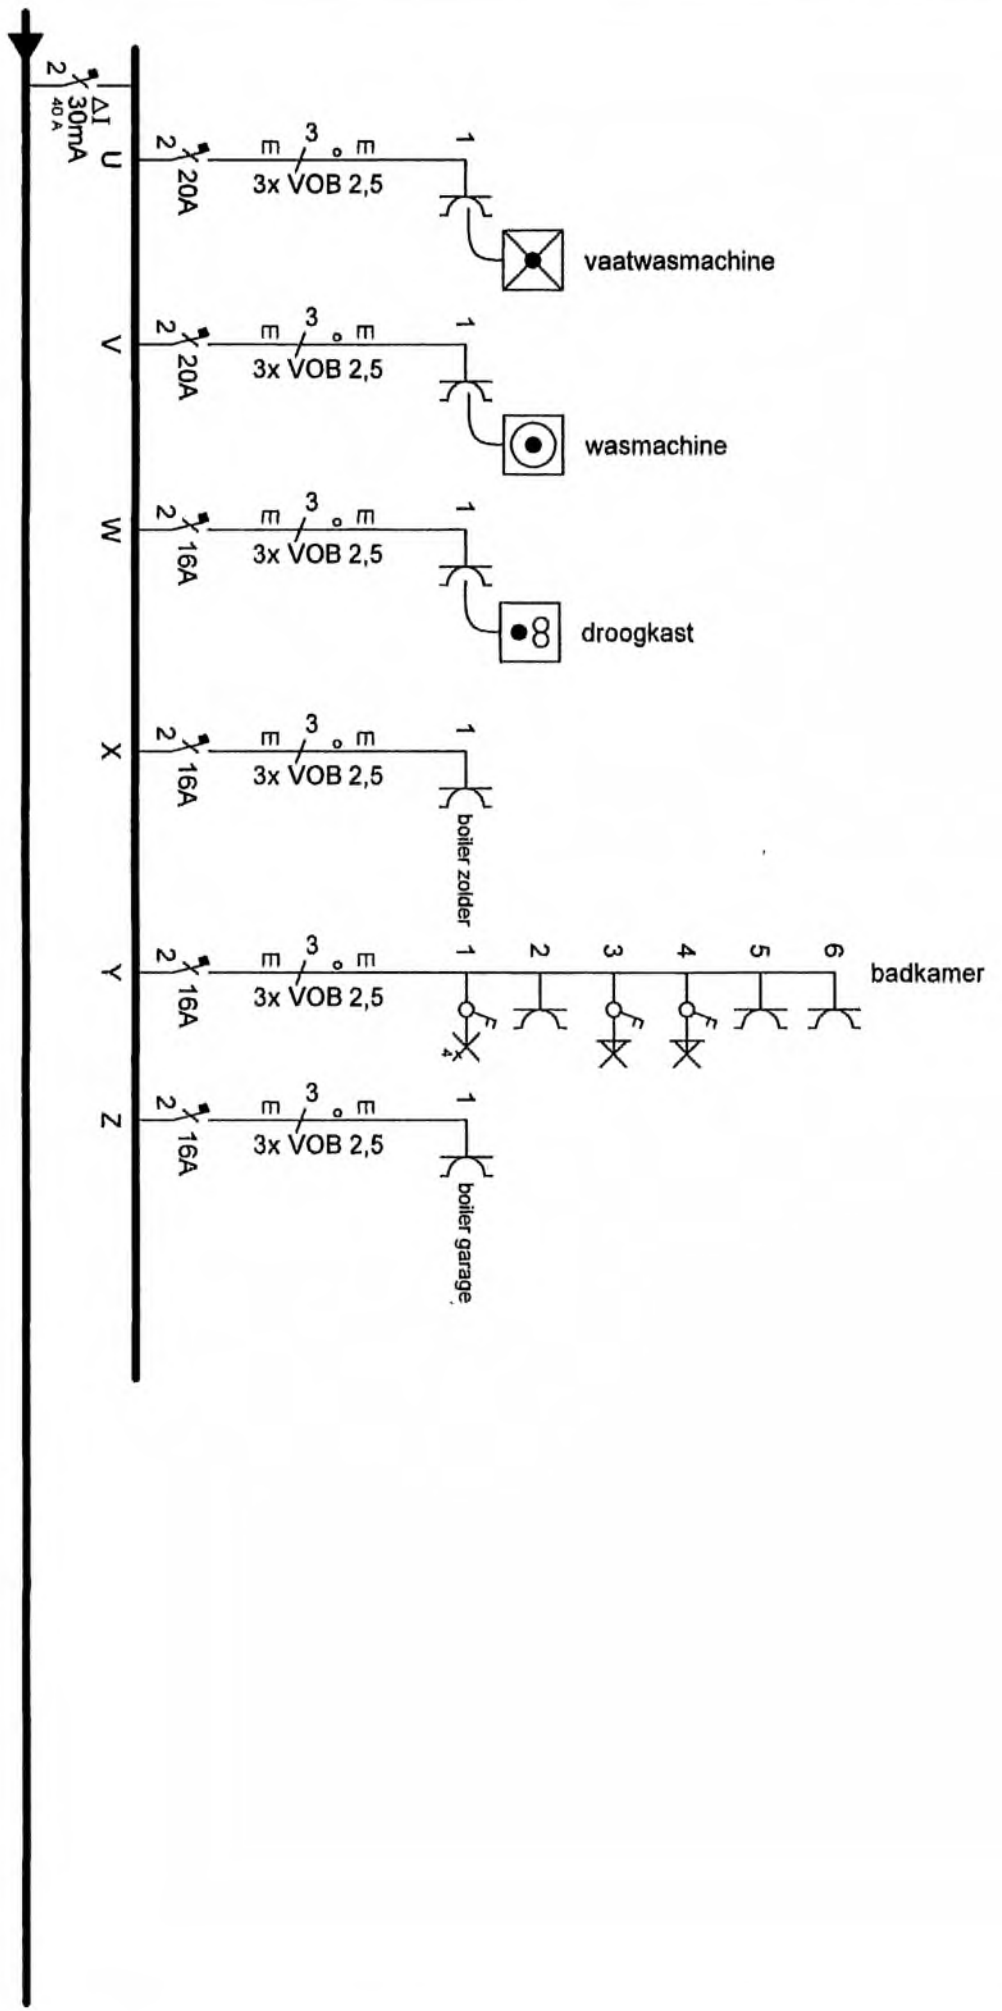 2
ΔI
30mA
40 A
U
2
20A
3
3x VOB 2,5
1
vaatwasmachine
V
2
20A
3
3x VOB 2,5
1
wasmachine
W
2
16A
3
3x VOB 2,5
1
droogkast
X
2
16A
3
3x VOB 2,5
1
boiler zolder
Y
2
16A
3
3x VOB 2,5
1 2 3 4 5 6
badkamer
4x
Z
2
16A
3
3x VOB 2,5
1
boiler garage